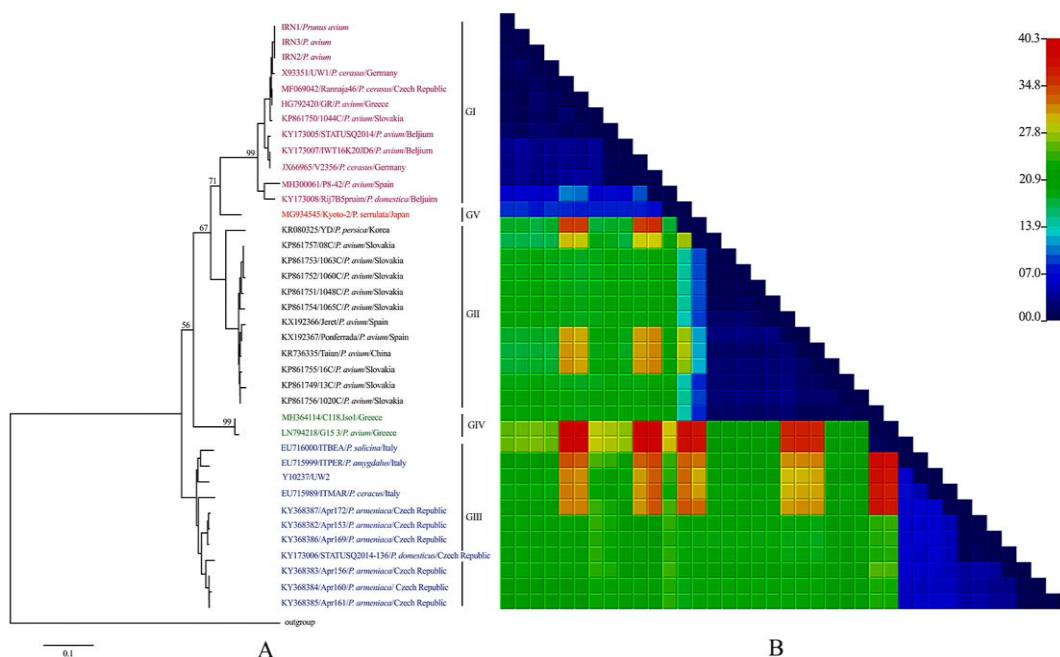 IRN1/Prunus avium
IRN3/P. avium
IRN2/P. avium
X93351/UW1/P. cerasus/Germany
MF069042/Rannaja46/P. cerasus/Czech Republic
HG792420/GR/P. avium/Greece
KP861750/1044C/P. avium/Slovakia
KY173005/STATUSQ2014/P. avium/Beljium
KY173007/IWT16K20JD6/P. avium/Beljium
JX66965/V2356/P. cerasus/Germany
MH300061/P8-42/P. avium/Spain
KY173008/Rij7B5pruim/P. domestica/Beljuim
MG934545/Kyoto-2/P. serrulata/Japan
KR080325/YD/P. persica/Korea
KP861757/08C/P. avium/Slovakia
KP861753/1063C/P. avium/Slovakia
KP861752/1060C/P. avium/Slovakia
KP861751/1048C/P. avium/Slovakia
KP861754/1065C/P. avium/Slovakia
KX192366/Jeret/P. avium/Spain
KX192367/Ponferrada/P. avium/Spain
KR736335/Taian/P. avium/China
KP861755/16C/P. avium/Slovakia
KP861749/13C/P. avium/Slovakia
KP861756/1020C/P. avium/Slovakia
MH364114/C118.Iso1/Greece
LN794218/G15 3/P. avium/Greece
EU716000/ITBEA/P. salicina/Italy
EU715999/ITPER/P. amygdalus/Italy
Y10237/UW2
EU715989/ITMAR/P. ceracus/Italy
KY368387/Apr172/P. armeniaca/Czech Republic
KY368382/Apr153/P. armeniaca/Czech Republic
KY368386/Apr169/P. armeniaca/Czech Republic
KY173006/STATUSQ2014-136/P. domesticus/Czech Republic
KY368383/Apr156/P. armeniaca/Czech Republic
KY368384/Apr160/P. armeniaca/ Czech Republic
KY368385/Apr161/P. armeniaca/Czech Republic
outgroup
GI
GV
GII
GIV
GIII
99
71
67
56
99
0.1
A
B
40.3
34.8
27.8
20.9
13.9
07.0
00.0